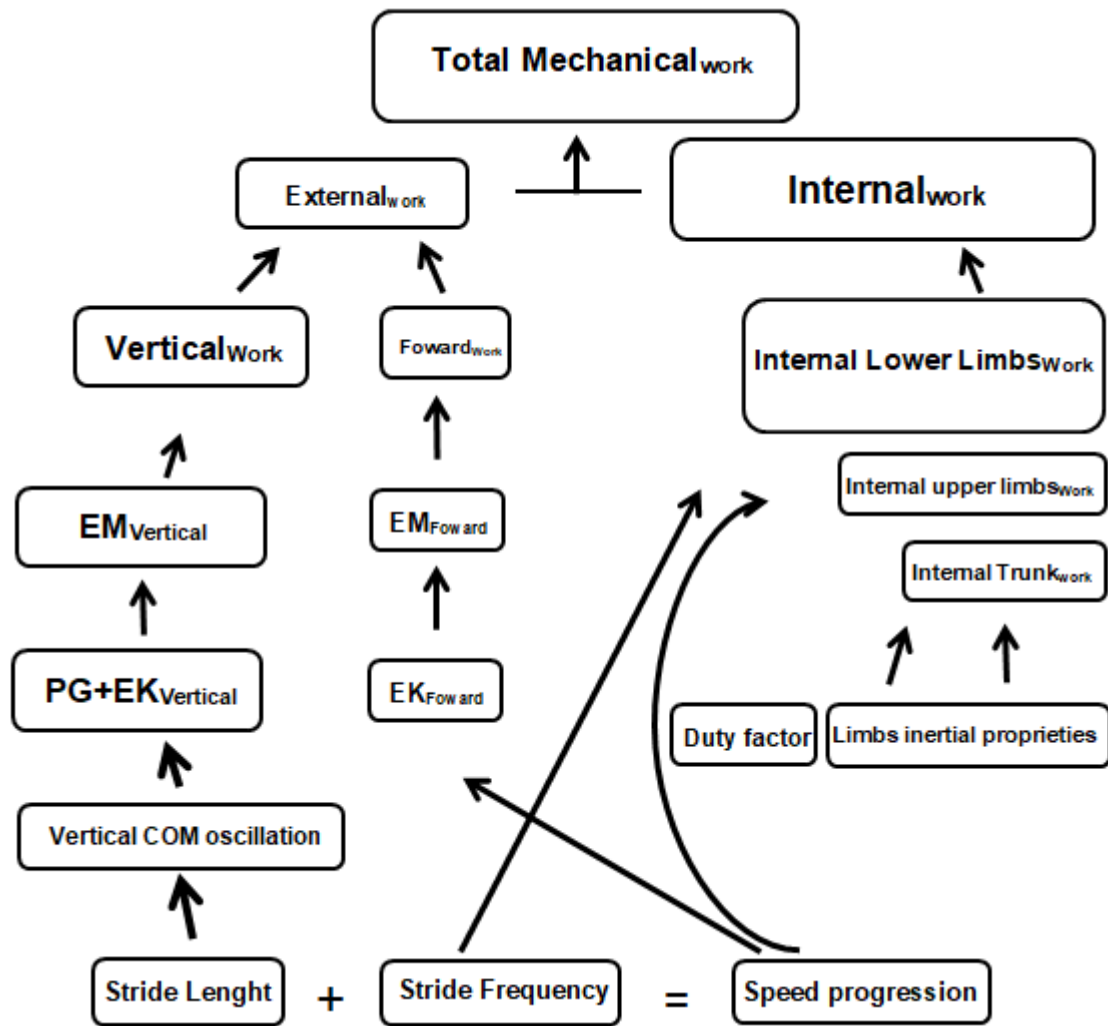 Total Mechanicalwork
Externalwork
Internalwork
VerticalWork
FowardWork
Internal Lower LimbsWork
Internal upper limbsWork
EMVertical
EMFoward
Internal Trunkwork
PG+EKVertical
EKFoward
Duty factor
Limbs inertial proprieties
Vertical COM oscillation
Stride Lenght + Stride Frequency = Speed progression